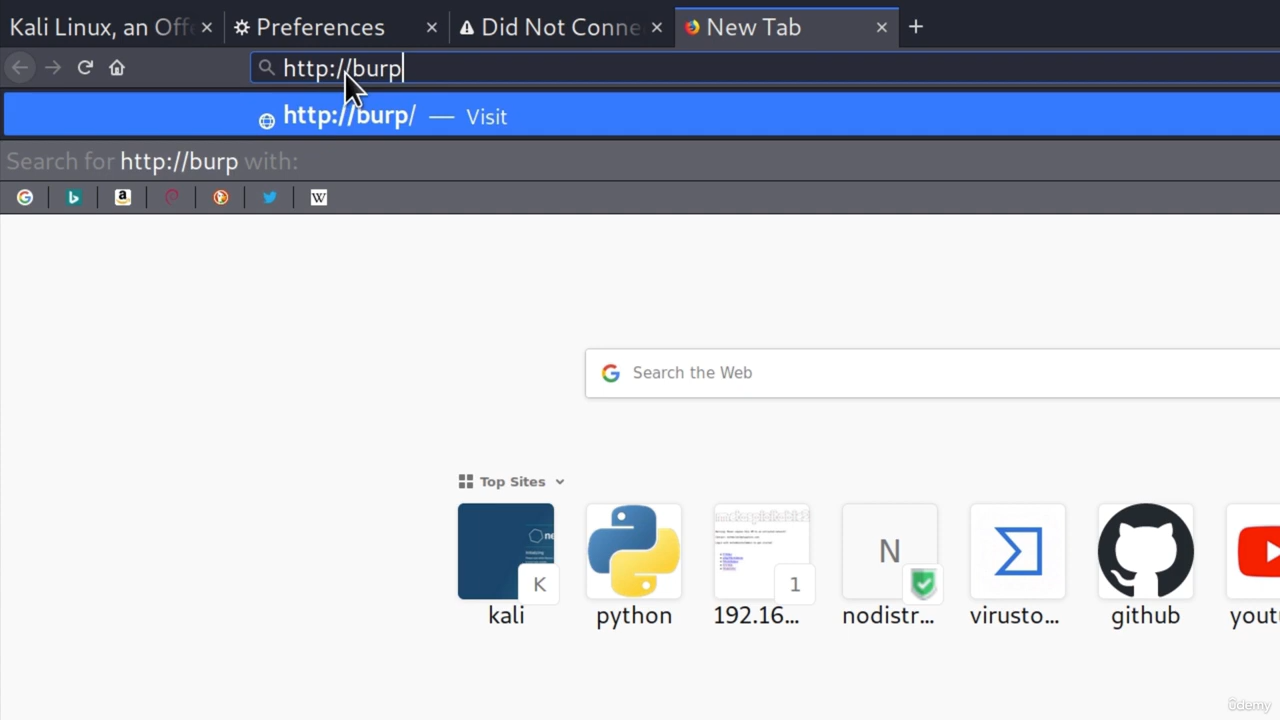 Kali Linux, an Off
Preferences
Did Not Conne
New Tab
http://burp
http://burp/ — Visit
Search for http://burp with:
Search the Web
Top Sites
K
N
1
kali
python
192.16...
nodistr...
virusto...
github
yout
ûdemy